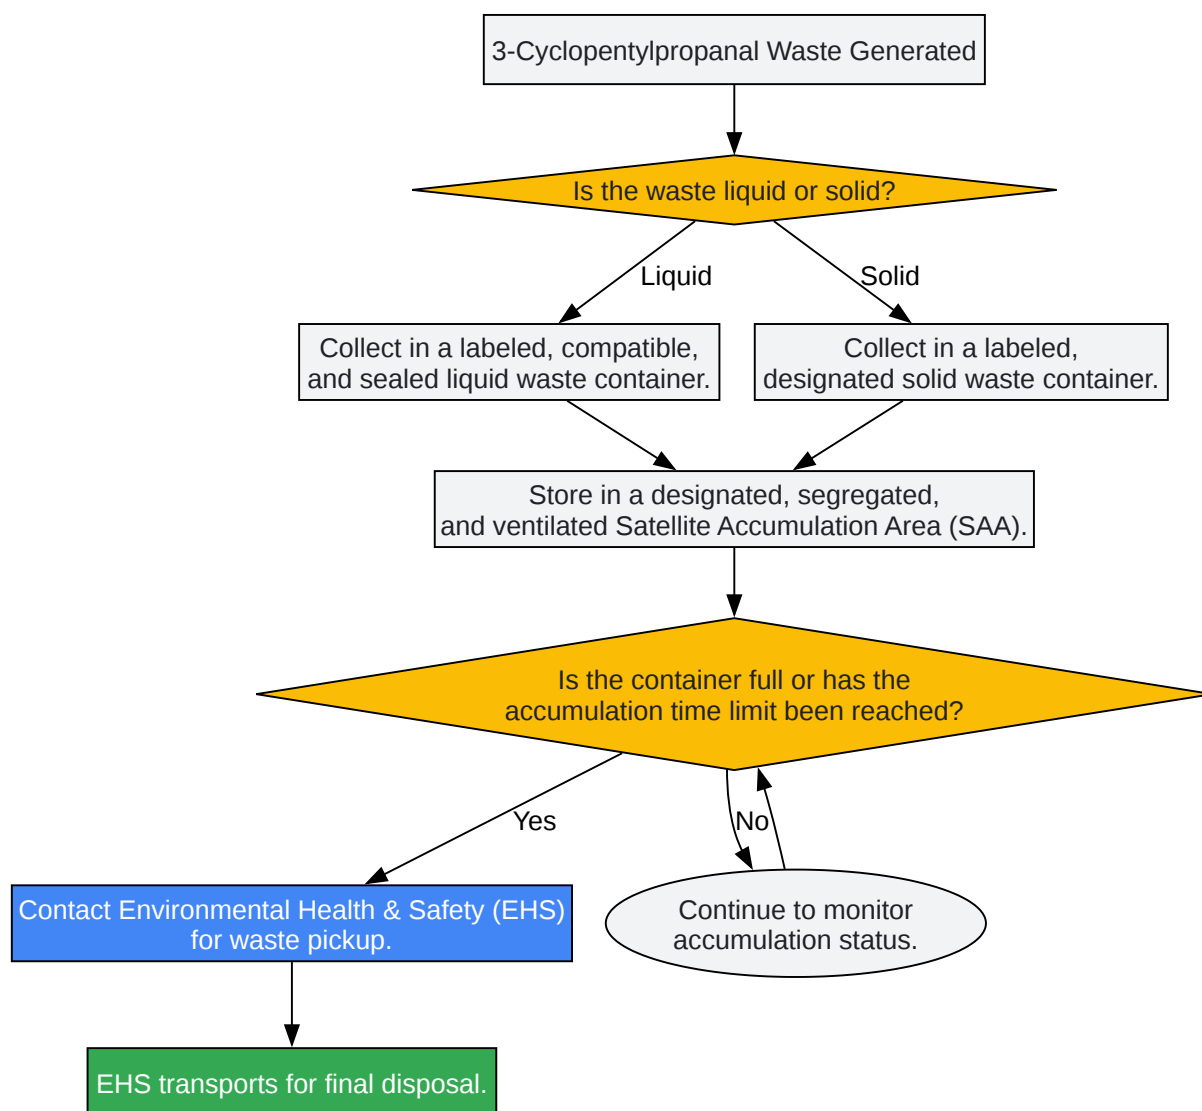 3-Cyclopentylpropanal Waste Generated
Is the waste liquid or solid?
Liquid
Solid
Collect in a labeled, compatible,
and sealed liquid waste container.
Collect in a labeled,
designated solid waste container.
Store in a designated, segregated,
and ventilated Satellite Accumulation Area (SAA).
Is the container full or has the
accumulation time limit been reached?
Yes
No
Contact Environmental Health & Safety (EHS)
for waste pickup.
Continue to monitor
accumulation status.
EHS transports for final disposal.